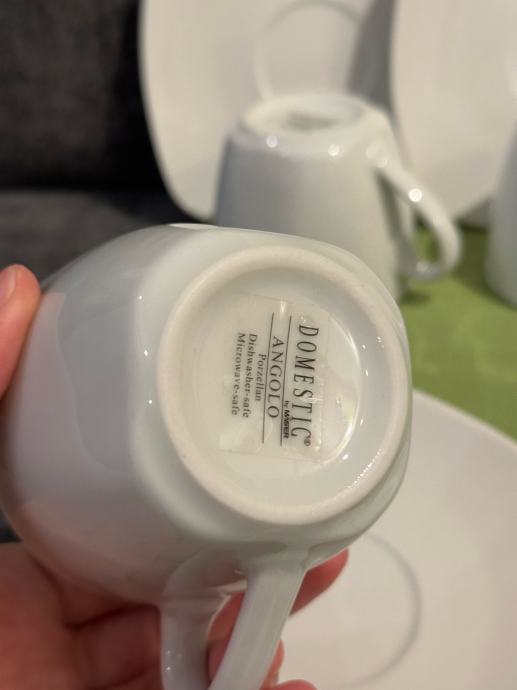 DOMESTIC®
by MÄSER
ANGOLO
Porzellan
Dishwasher-safe
Microwave-safe